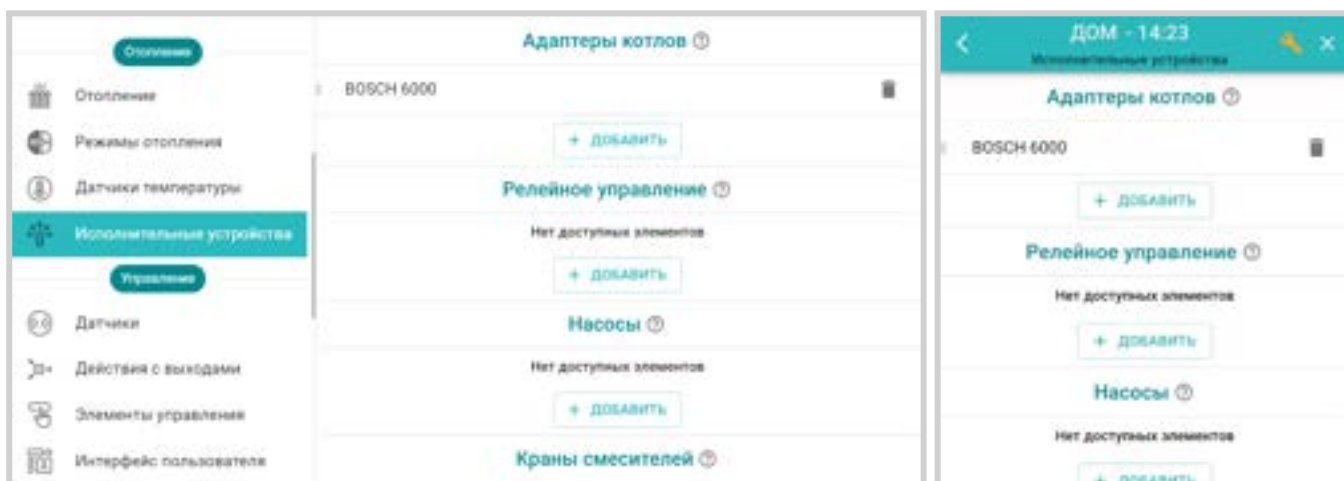 Отопление
Отопление
Режимы отопления
Датчики температуры
Исполнительные устройства
Управление
Датчики
Действия с выходами
Элементы управления
Интерфейс пользователя
Адаптеры котлов
BOSCH 6000
+ ДОБАВИТЬ
Релейное управление
Нет доступных элементов
+ ДОБАВИТЬ
Насосы
Нет доступных элементов
+ ДОБАВИТЬ
Краны смесителей
ДОМ - 14:23
Исполнительные устройства
Адаптеры котлов
BOSCH 6000
+ ДОБАВИТЬ
Релейное управление
Нет доступных элементов
+ ДОБАВИТЬ
Насосы
Нет доступных элементов
+ ДОБАВИТЬ